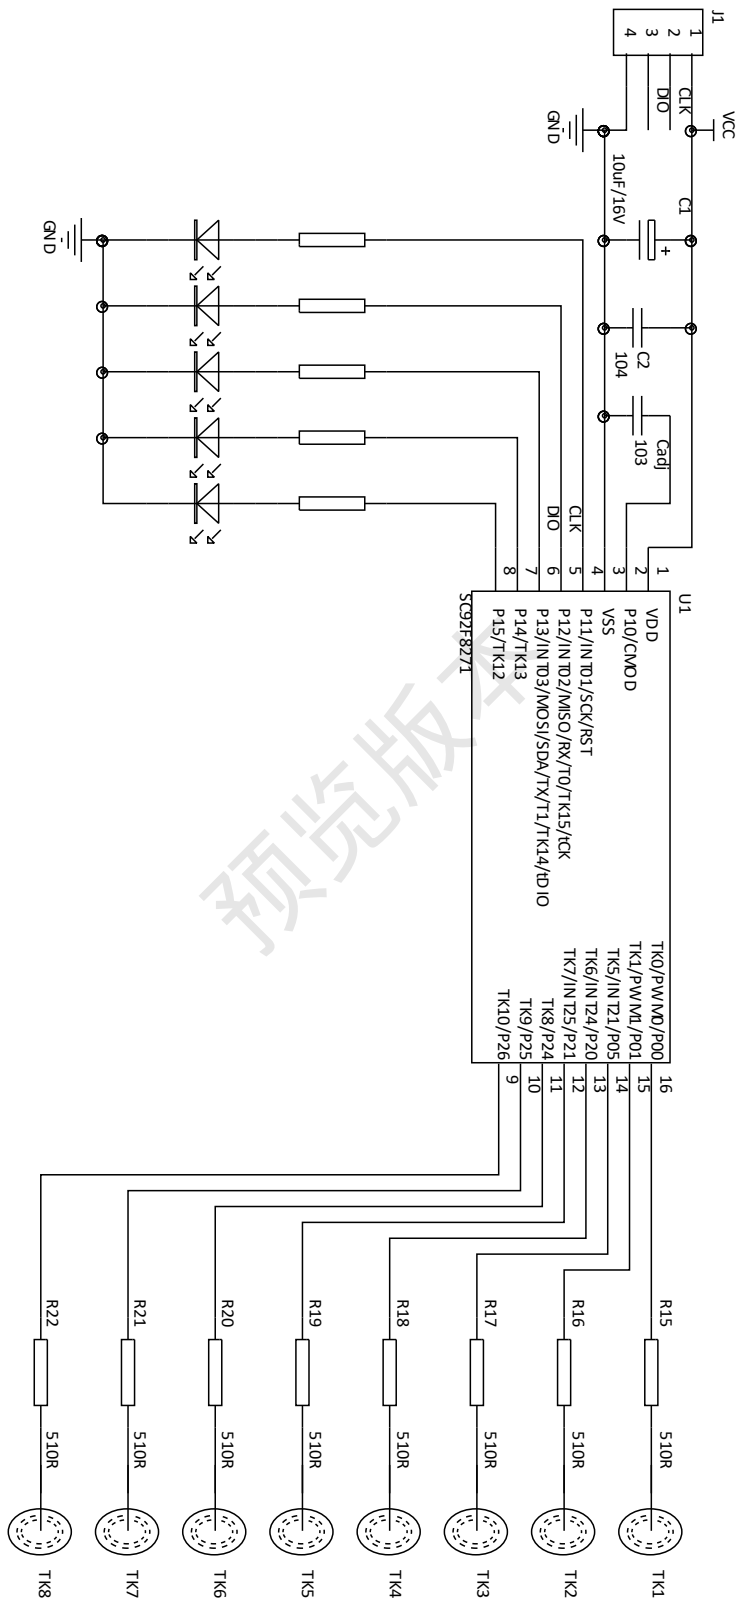 J1
1
2
3
4
CLK
DIO
VCC
GND
C1
10uF/16V
+
C2
104
Cadj
103
GND
CLK
DIO
1
2
3
4
5
6
7
8
U1
SC92F8271
VDD
P10/CMOD
VSS
P11/INT01/SCK/RST
P12/INT02/MISO/RX/T0/TK15/tCK
P13/INT03/MOSI/SDA/TX/T1/TK14/tDIO
P14/TK13
P15/TK12
TK0/PWM0/P00
TK1/PWM1/P01
TK5/INT21/P05
TK6/INT24/P20
TK7/INT25/P21
TK8/P24
TK9/P25
TK10/P26
16
15
14
13
12
11
10
9
R15
510R
TK1
R16
510R
TK2
R17
510R
TK3
R18
510R
TK4
R19
510R
TK5
R20
510R
TK6
R21
510R
TK7
R22
510R
TK8
预览版本